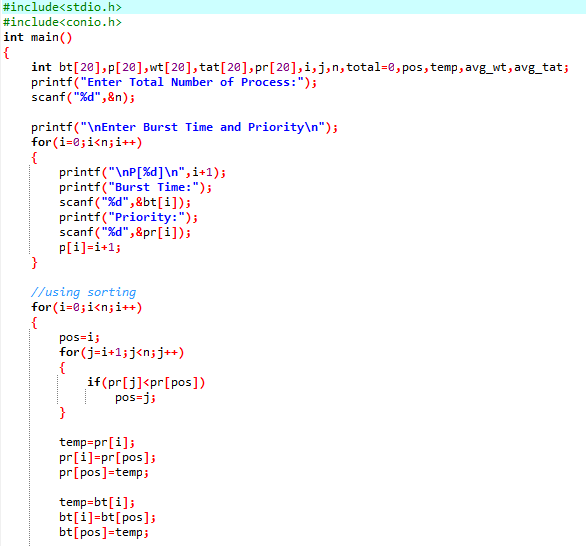 #include<stdio.h>
#include<conio.h>
int main()
{
    int bt[20],p[20],wt[20],tat[20],pr[20],i,j,n,total=0,pos,temp,avg_wt,avg_tat;
    printf("Enter Total Number of Process:");
    scanf("%d",&n);

    printf("\nEnter Burst Time and Priority\n");
    for(i=0;i<n;i++)
    {
        printf("\nP[%d]\n",i+1);
        printf("Burst Time:");
        scanf("%d",&bt[i]);
        printf("Priority:");
        scanf("%d",&pr[i]);
        p[i]=i+1;
    }

    //using sorting
    for(i=0;i<n;i++)
    {
        pos=i;
        for(j=i+1;j<n;j++)
        {
            if(pr[j]<pr[pos])
                pos=j;
        }

        temp=pr[i];
        pr[i]=pr[pos];
        pr[pos]=temp;

        temp=bt[i];
        bt[i]=bt[pos];
        bt[pos]=temp;